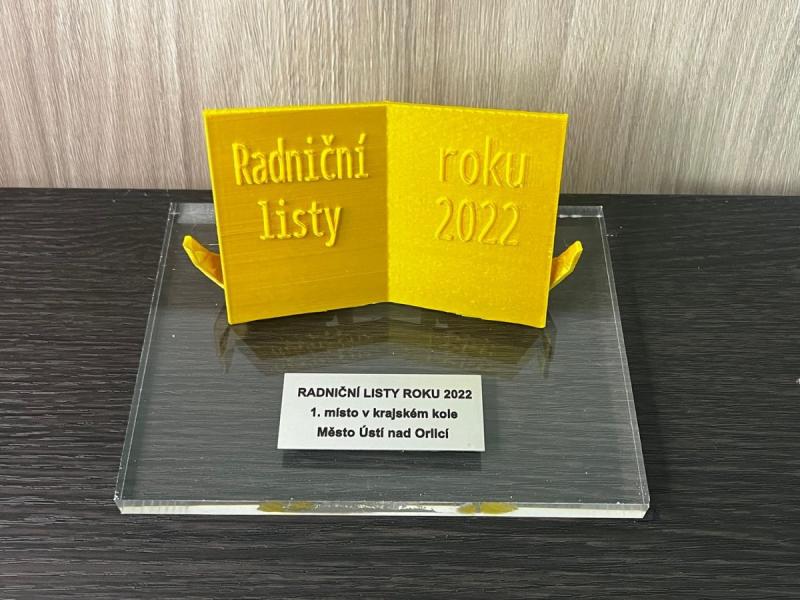 Radniční
listy
roku
2022
RADNIČNÍ LISTY ROKU 2022
1. místo v krajském kole
Město Ústí nad Orlicí